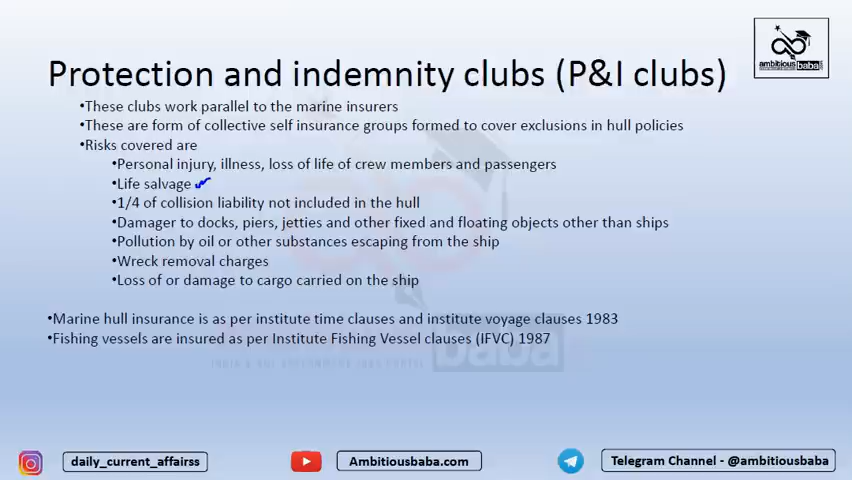 Protection and indemnity clubs (P&I clubs)
ambitious
baba
•These clubs work parallel to the marine insurers
•These are form of collective self insurance groups formed to cover exclusions in hull policies
•Risks covered are
•Personal injury, illness, loss of life of crew members and passengers
•Life salvage
•1/4 of collision liability not included in the hull
•Damager to docks, piers, jetties and other fixed and floating objects other than ships
•Pollution by oil or other substances escaping from the ship
•Wreck removal charges
•Loss of or damage to cargo carried on the ship
•Marine hull insurance is as per institute time clauses and institute voyage clauses 1983
•Fishing vessels are insured as per Institute Fishing Vessel clauses (IFVC) 1987
baba
daily_current_affairss
Ambitiousbaba.com
Telegram Channel - @ambitiousbaba